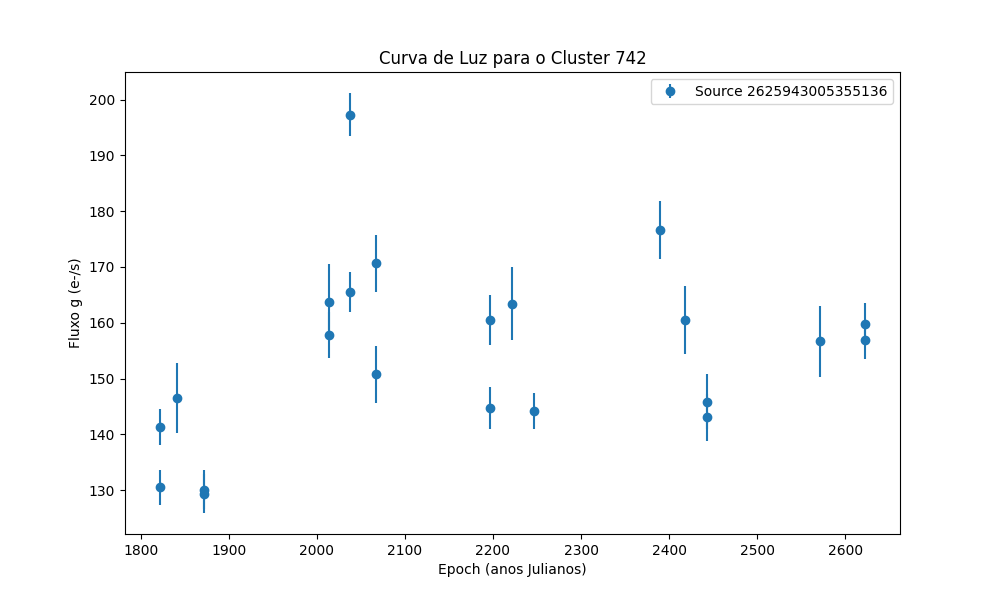 Curva de Luz para o Cluster 742
Source 2625943005355136
Fluxo g (e-/s)
200
190
180
170
160
150
140
130
1800 1900 2000 2100 2200 2300 2400 2500 2600
Epoch (anos Julianos)